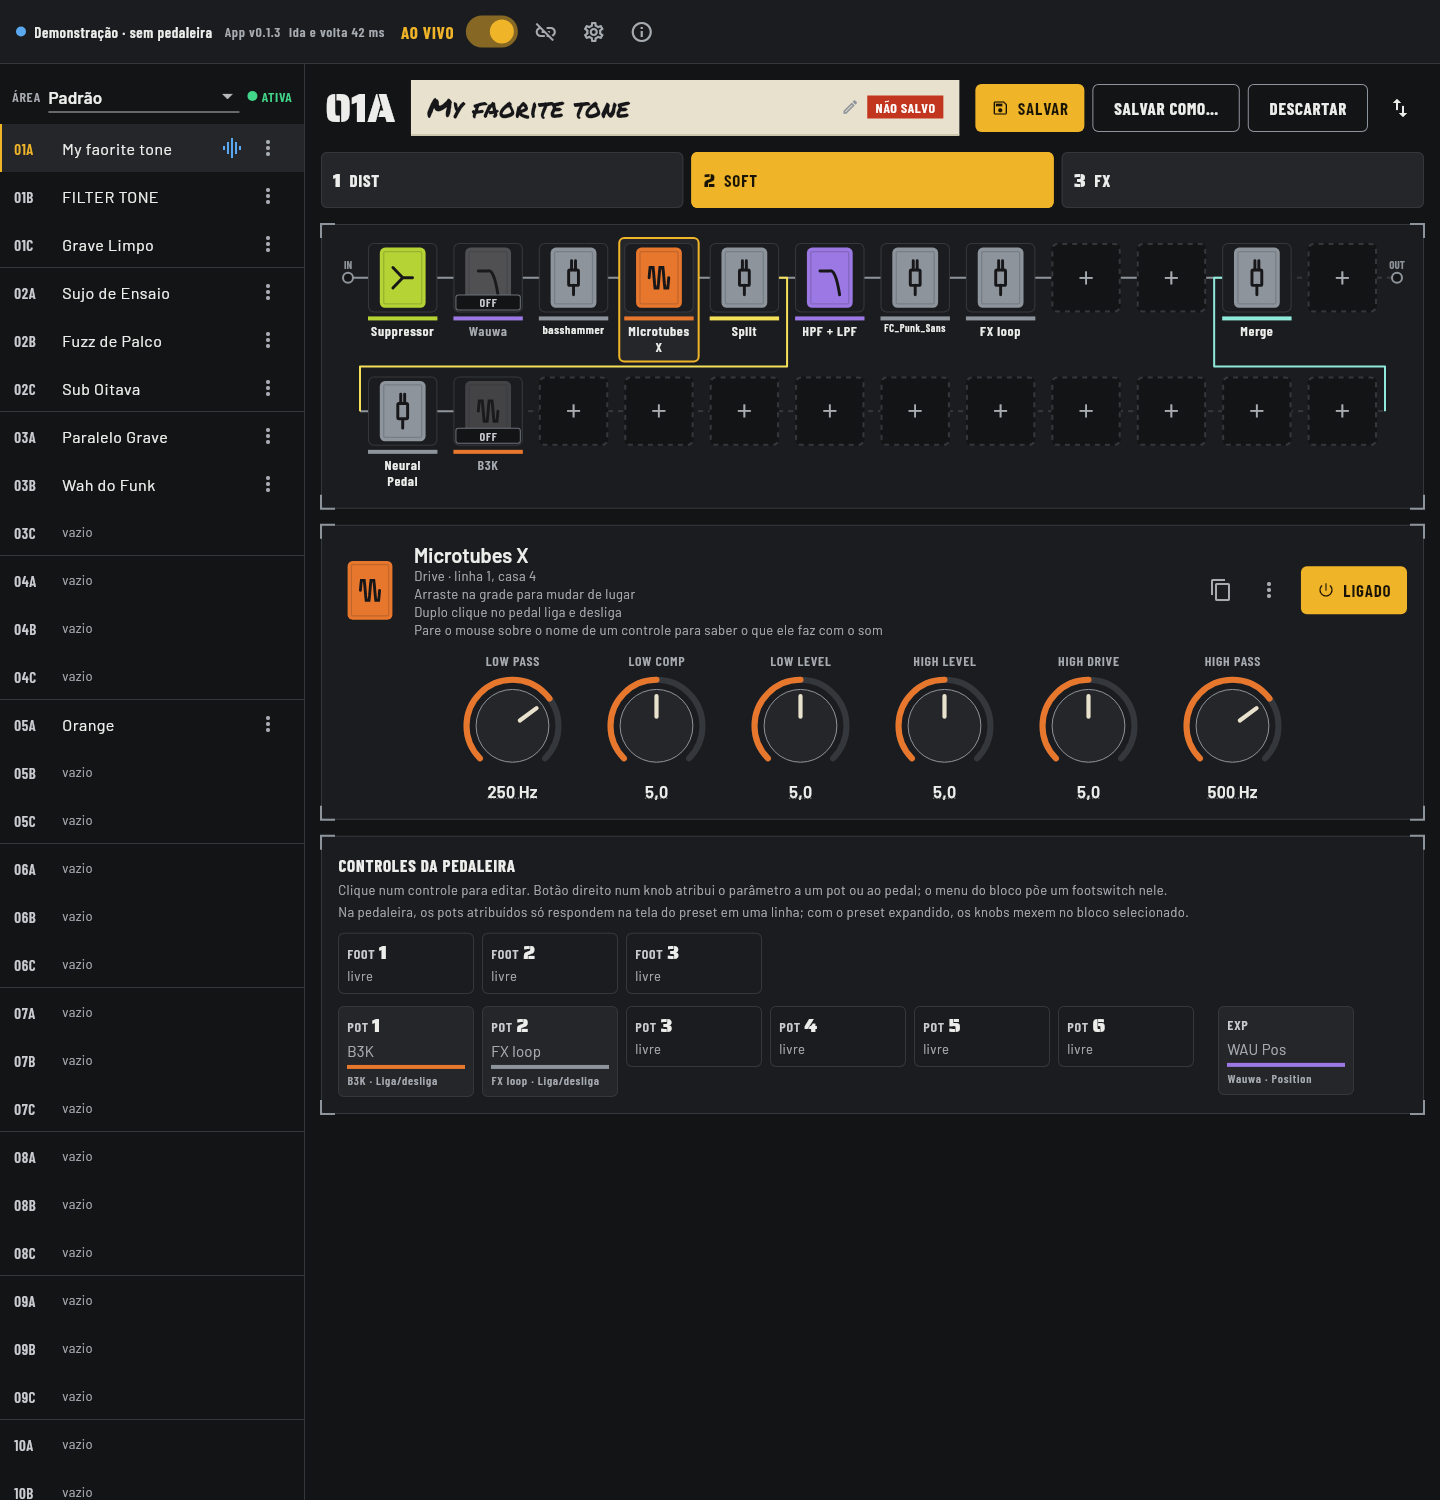 Demonstração · sem pedaleira App v0.1.3 Ida e volta 42 ms AO VIVO
ÁREA Padrão ATIVA
01A My faorite tone
01B FILTER TONE
01C Grave Limpo
02A Sujo de Ensaio
02B Fuzz de Palco
02C Sub Oitava
03A Paralelo Grave
03B Wah do Funk
03C vazio
04A vazio
04B vazio
04C vazio
05A Orange
05B vazio
05C vazio
06A vazio
06B vazio
06C vazio
07A vazio
07B vazio
07C vazio
08A vazio
08B vazio
08C vazio
09A vazio
09B vazio
09C vazio
10A vazio
10B vazio
01A My faorite tone NÃO SALVO SALVAR SALVAR COMO... DESCARTAR
1 DIST 2 SOFT 3 FX
IN OUT
OFF
Suppressor Wauwa basshammer Microtubes X Split HPF + LPF FC_Punk_Sans FX loop Merge
OFF
Neural Pedal B3K
Microtubes X
Drive · linha 1, casa 4
Arraste na grade para mudar de lugar
Duplo clique no pedal liga e desliga
Pare o mouse sobre o nome de um controle para saber o que ele faz com o som
LIGADO
LOW PASS LOW COMP LOW LEVEL HIGH LEVEL HIGH DRIVE HIGH PASS
250 Hz 5,0 5,0 5,0 5,0 500 Hz
CONTROLES DA PEDALEIRA
Clique num controle para editar. Botão direito num knob atribui o parâmetro a um pot ou ao pedal; o menu do bloco põe um footswitch nele.
Na pedaleira, os pots atribuídos só respondem na tela do preset em uma linha; com o preset expandido, os knobs mexem no bloco selecionado.
FOOT 1 FOOT 2 FOOT 3
livre livre livre
POT 1 POT 2 POT 3 POT 4 POT 5 POT 6 EXP
B3K FX loop livre livre livre livre WAU Pos
B3K · Liga/desliga FX loop · Liga/desliga Wauwa · Position